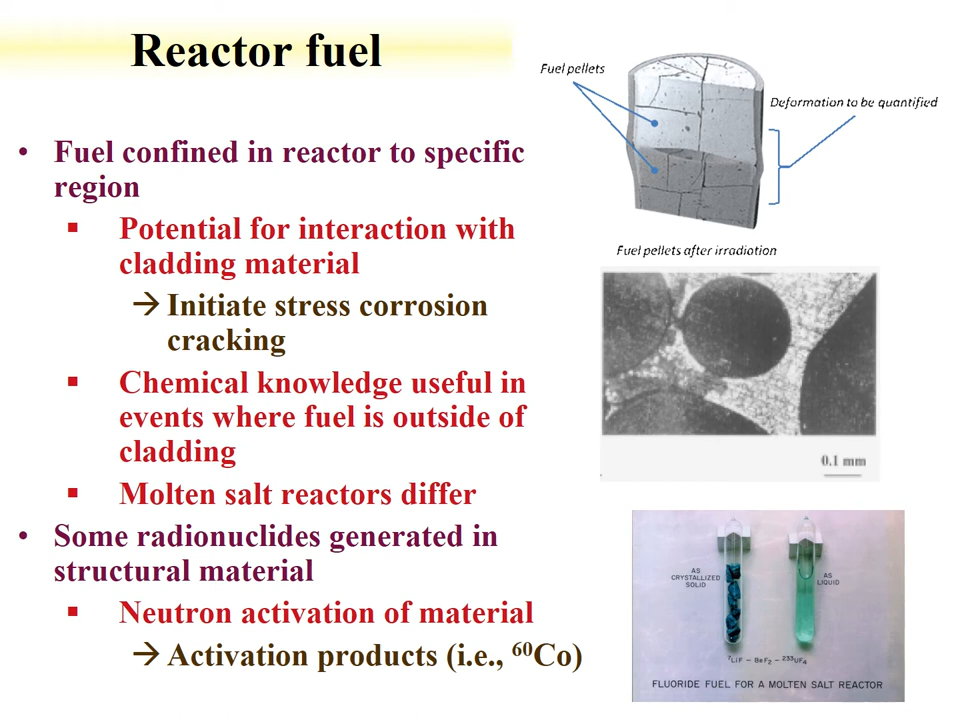 Reactor fuel
• Fuel confined in reactor to specific
region
▪ Potential for interaction with
cladding material
→ Initiate stress corrosion
cracking
▪ Chemical knowledge useful in
events where fuel is outside of
cladding
▪ Molten salt reactors differ
• Some radionuclides generated in
structural material
▪ Neutron activation of material
→ Activation products (i.e., ⁶⁰Co)
Fuel pellets
Deformation to be quantified
Fuel pellets after irradiation
0.1 mm
AS
CRYSTALLIZED
SOLID
AS
LIQUID
⁷LiF – BeF₂ – ²³³UF₄
FLUORIDE FUEL FOR A MOLTEN SALT REACTOR